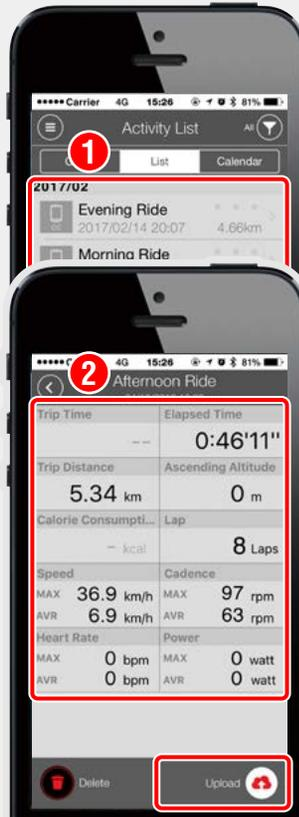 ●●●●● Carrier 4G 15:26 81%
Activity List All
1
List Calendar
2017/02
Evening Ride
2017/02/14 20:07 4.66km
Morning Ride
4G 15:26 81%
2 Afternoon Ride
Trip Time Elapsed Time
-- 0:46'11"
Trip Distance Ascending Altitude
5.34 km 0 m
Calorie Consumpti... Lap
- kcal 8 Laps
Speed Cadence
MAX 36.9 km/h MAX 97 rpm
AVR 6.9 km/h AVR 63 rpm
Heart Rate Power
MAX 0 bpm MAX 0 watt
AVR 0 bpm AVR 0 watt
Delete Upload